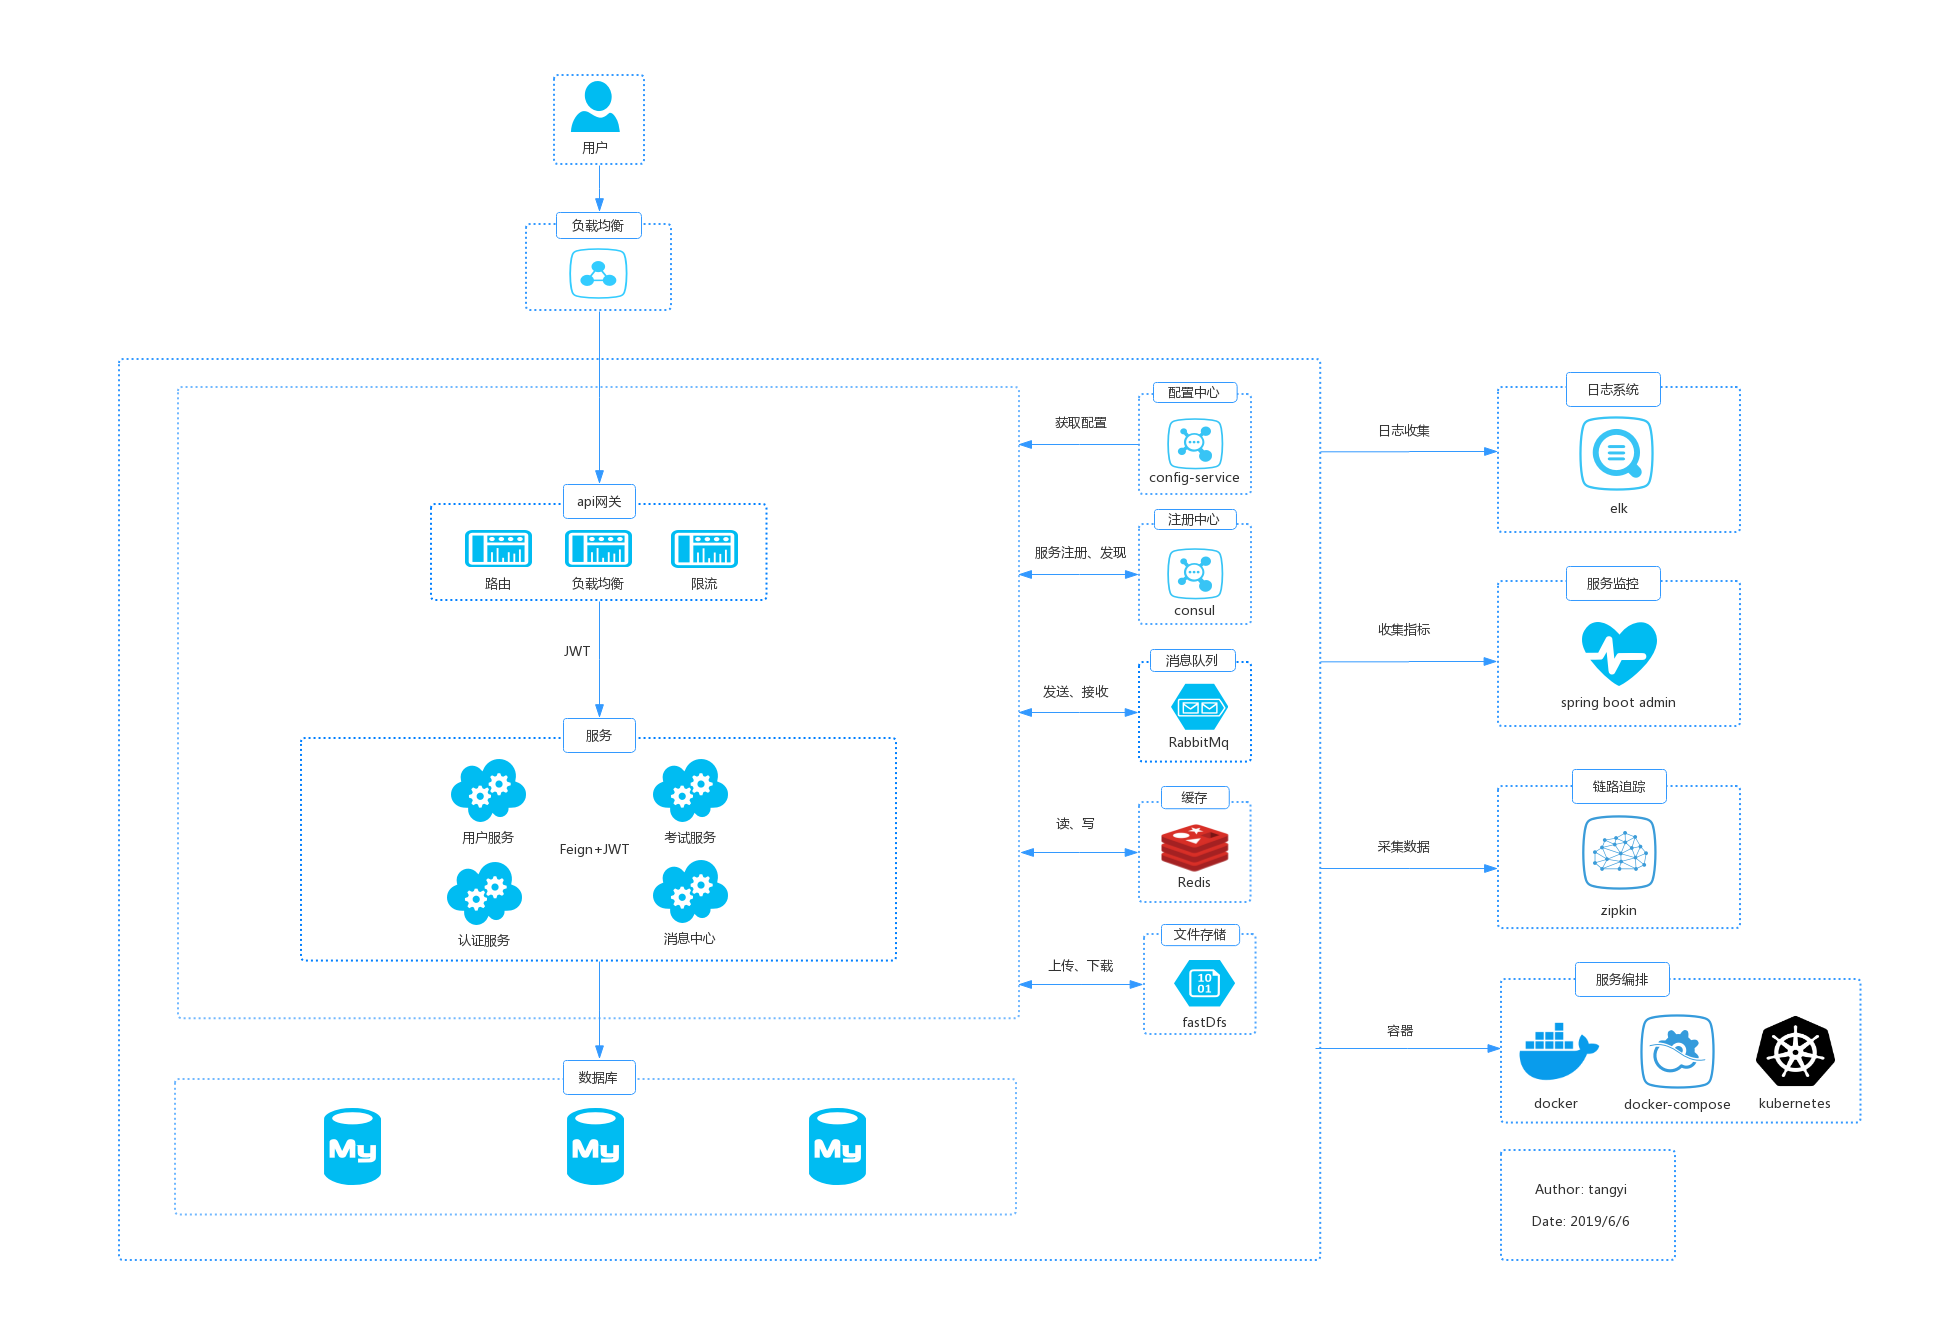 用户
负载均衡
api网关
路由
负载均衡
限流
JWT
服务
用户服务
考试服务
Feign+JWT
认证服务
消息中心
数据库
My
My
My
获取配置
配置中心
config-service
服务注册、发现
注册中心
consul
发送、接收
消息队列
RabbitMq
读、写
缓存
Redis
上传、下载
文件存储
10
01
fastDfs
日志收集
日志系统
elk
收集指标
服务监控
spring boot admin
采集数据
链路追踪
zipkin
容器
服务编排
docker
docker-compose
kubernetes
Author: tangyi
Date: 2019/6/6